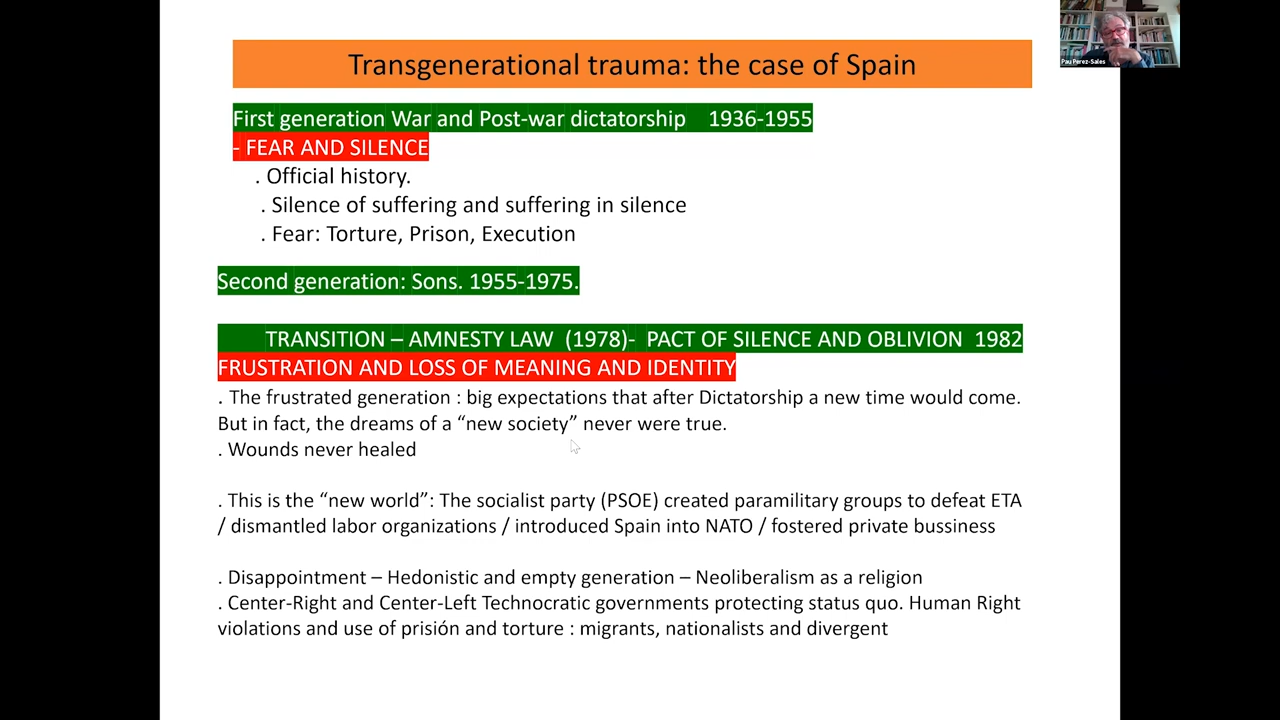 Transgenerational trauma: the case of Spain
Pau Perez-Sales
First generation War and Post-war dictatorship 1936-1955
- FEAR AND SILENCE
. Official history.
. Silence of suffering and suffering in silence
. Fear: Torture, Prison, Execution
Second generation: Sons. 1955-1975.
TRANSITION – AMNESTY LAW (1978)- PACT OF SILENCE AND OBLIVION 1982
FRUSTRATION AND LOSS OF MEANING AND IDENTITY
. The frustrated generation : big expectations that after Dictatorship a new time would come.
But in fact, the dreams of a “new society” never were true.
. Wounds never healed
. This is the “new world”: The socialist party (PSOE) created paramilitary groups to defeat ETA
/ dismantled labor organizations / introduced Spain into NATO / fostered private bussiness
. Disappointment – Hedonistic and empty generation – Neoliberalism as a religion
. Center-Right and Center-Left Technocratic governments protecting status quo. Human Right
violations and use of prisión and torture : migrants, nationalists and divergent